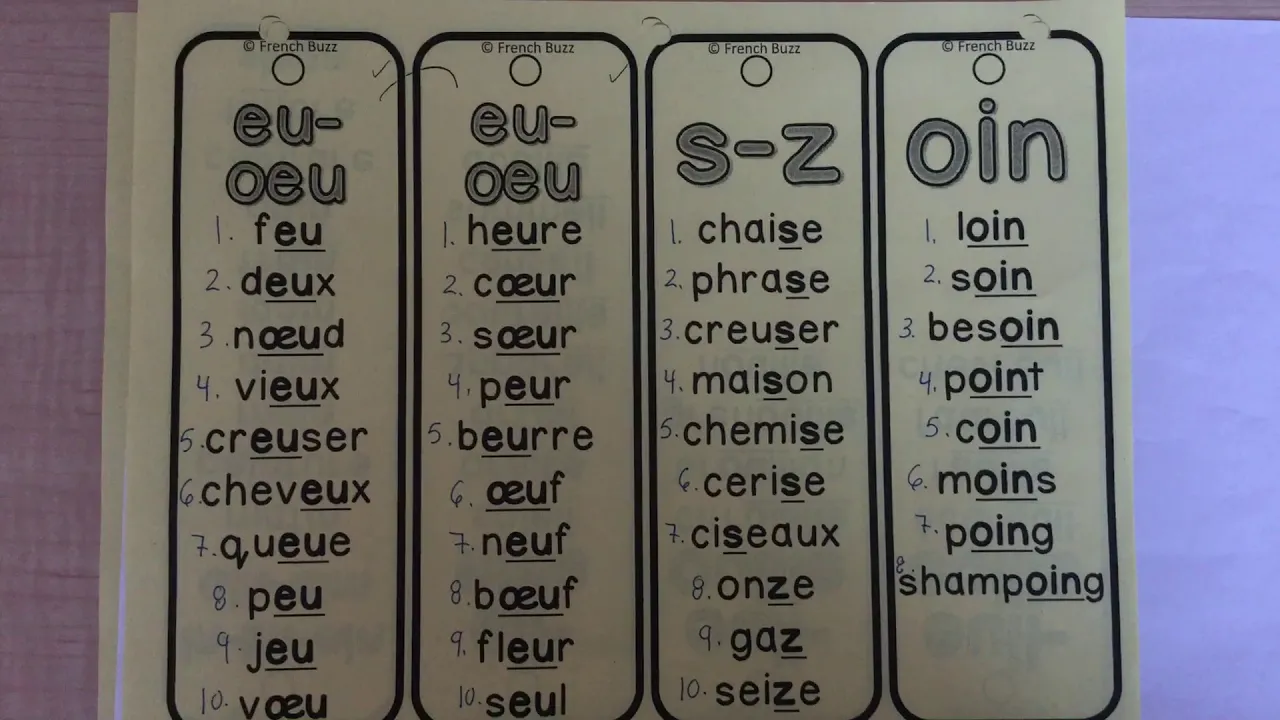 © French Buzz
eu-
oeu
1. feu
2. deux
3. nœud
4. vieux
5. creuser
6. cheveux
7. queue
8. peu
9. jeu
10. vœu
© French Buzz
eu-
oeu
1. heure
2. cœur
3. sœur
4. peur
5. beurre
6. œuf
7. neuf
8. bœuf
9. fleur
10. seul
© French Buzz
s-z
1. chaise
2. phrase
3. creuser
4. maison
5. chemise
6. cerise
7. ciseaux
8. onze
9. gaz
10. seize
© French Buzz
oin
1. loin
2. soin
3. besoin
4. point
5. coin
6. moins
7. poing
8. shampoing